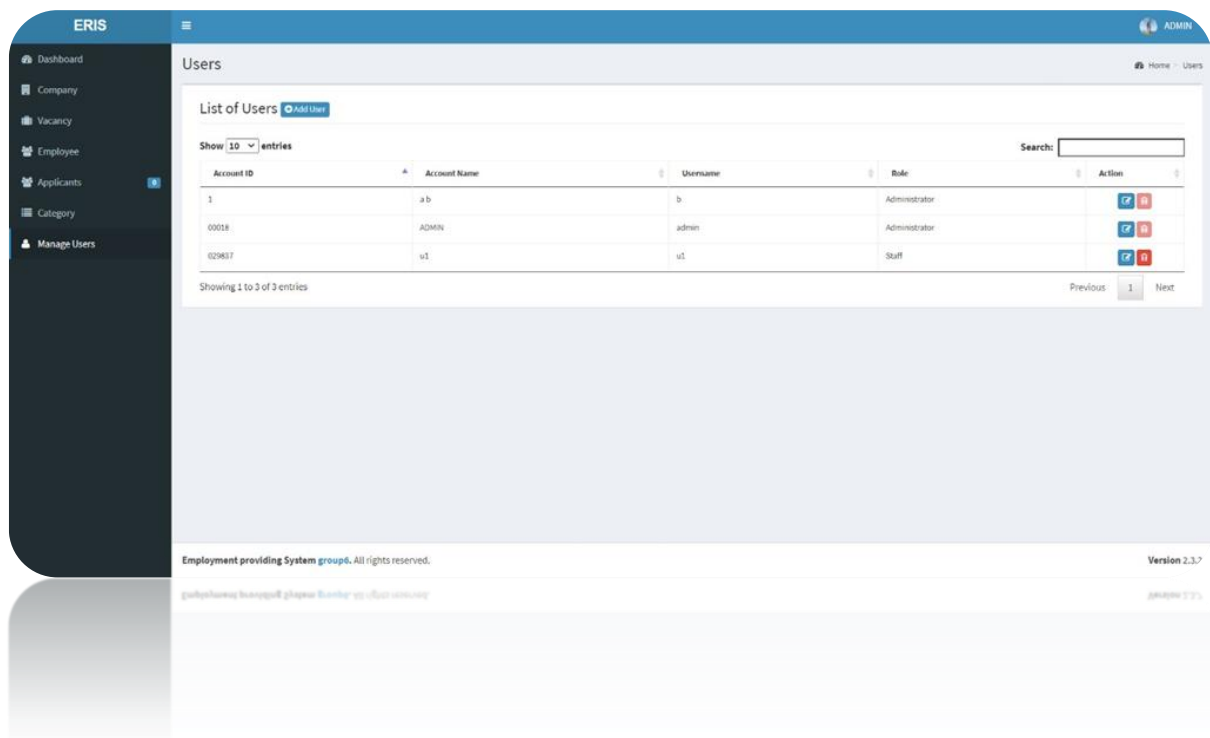 ERIS
ADMIN
Dashboard
Company
Vacancy
Employee
Applicants 0
Category
Manage Users
Users
Home > Users
List of Users Add User
Show 10 entries
Search:
Account ID Account Name Username Role Action
1 a b b Administrator
00018 ADMIN admin Administrator
029837 u1 u1 Staff
Showing 1 to 3 of 3 entries
Previous 1 Next
Employment providing System group6. All rights reserved.
Version 2.3.7